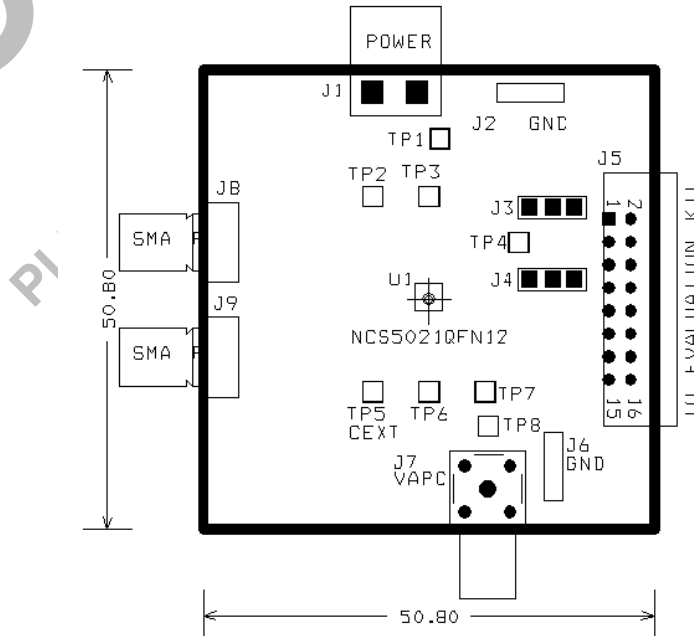 POWER
J1
J2 GND
TP1
J5
TP2 TP3
J8
1 2
J3
SMA
TP4
J4
U1
50.80
J9
NCS5021QFN12
SMA
TP7
15 16
TP5 TP6
CEXT
TP8
J6
GND
J7
VAPC
50.80